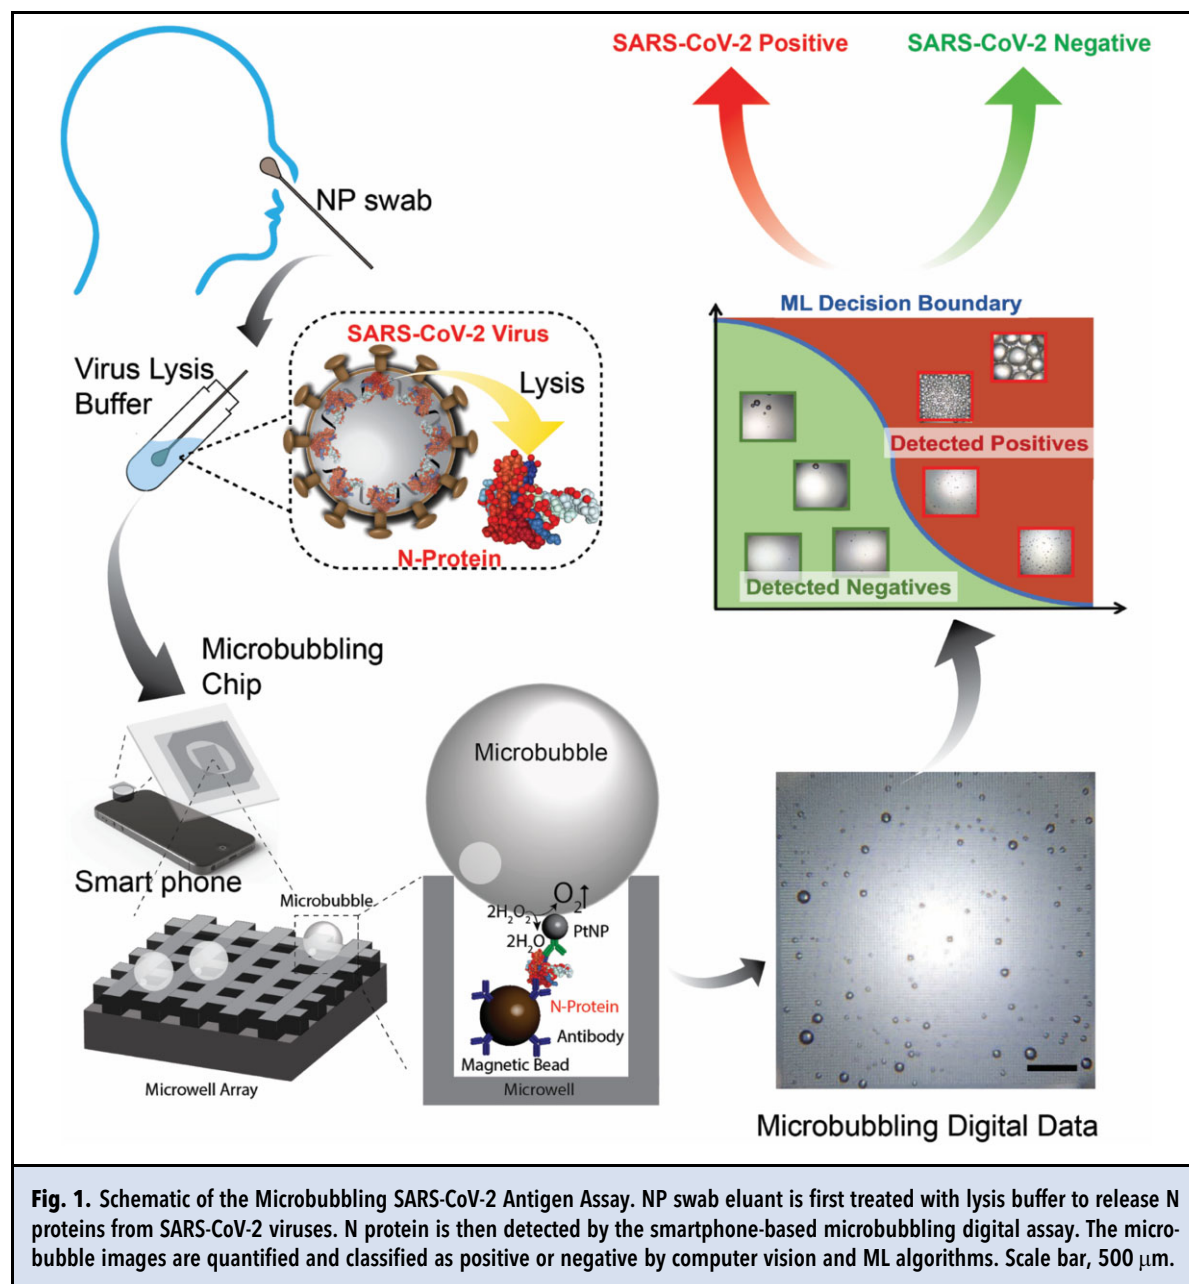 SARS-CoV-2 Positive
SARS-CoV-2 Negative
NP swab
Virus Lysis
Buffer
SARS-CoV-2 Virus
Lysis
N-Protein
ML Decision Boundary
Detected Positives
Detected Negatives
Microbubbling
Chip
Smart phone
Microbubble
Microwell Array
Microbubble
O2↑
2H2O2
2H2O
PtNP
N-Protein
Antibody
Magnetic Bead
Microwell
Microbubbling Digital Data
Fig. 1. Schematic of the Microbubbling SARS-CoV-2 Antigen Assay. NP swab eluant is first treated with lysis buffer to release N
proteins from SARS-CoV-2 viruses. N protein is then detected by the smartphone-based microbubbling digital assay. The micro-
bubble images are quantified and classified as positive or negative by computer vision and ML algorithms. Scale bar, 500 μm.